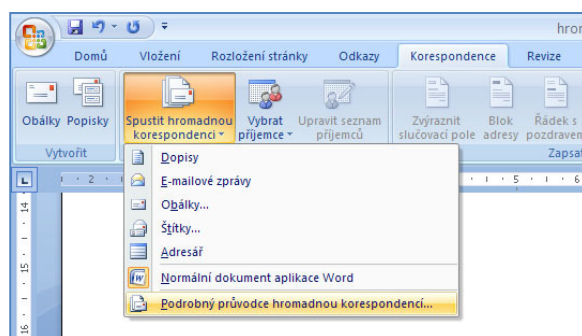 hron
Domů Vložení Rozložení stránky Odkazy Korespondence Revize
Obálky Popisky Spustit hromadnou korespondenci Vybrat příjemce Upravit seznam příjemců Zvýraznit slučovací pole Blok adresy Řádek s pozdravem
Vytvořit Zapsa
L 2 5 6
Dopisy
E-mailové zprávy
Obálky...
Štítky...
Adresář
Normální dokument aplikace Word
Podrobný průvodce hromadnou korespondencí...
14
15
16